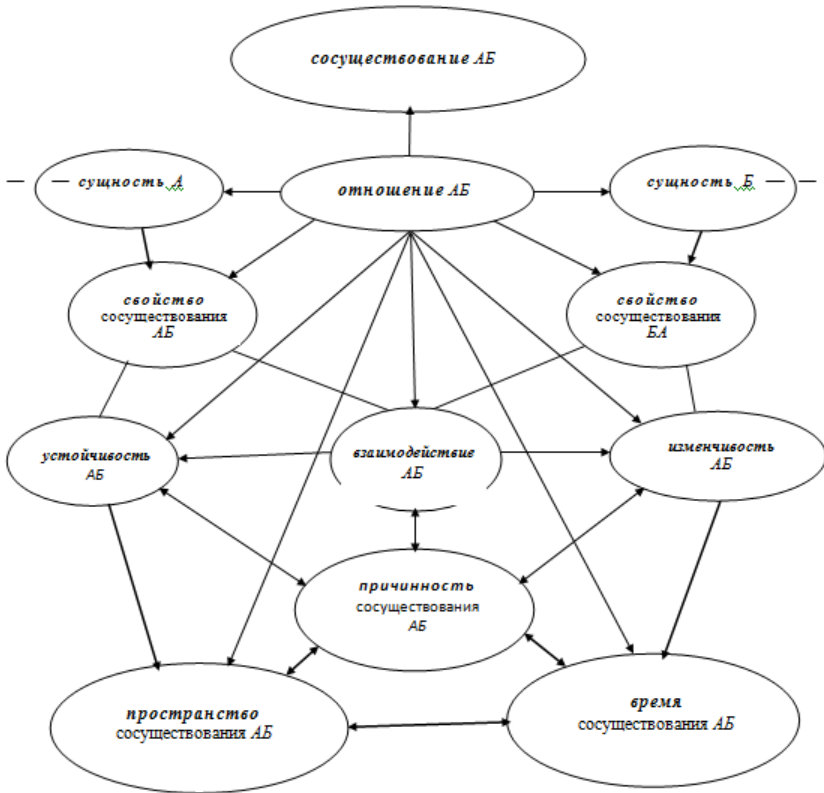 сосуществование АБ
сущность А
отношение АБ
сущность Б
свойство
сосуществования
АБ
свойство
сосуществования
БА
устойчивость
АБ
взаимодействие
АБ
изменчивость
АБ
причинность
сосуществования
АБ
пространство
сосуществования АБ
время
сосуществования АБ